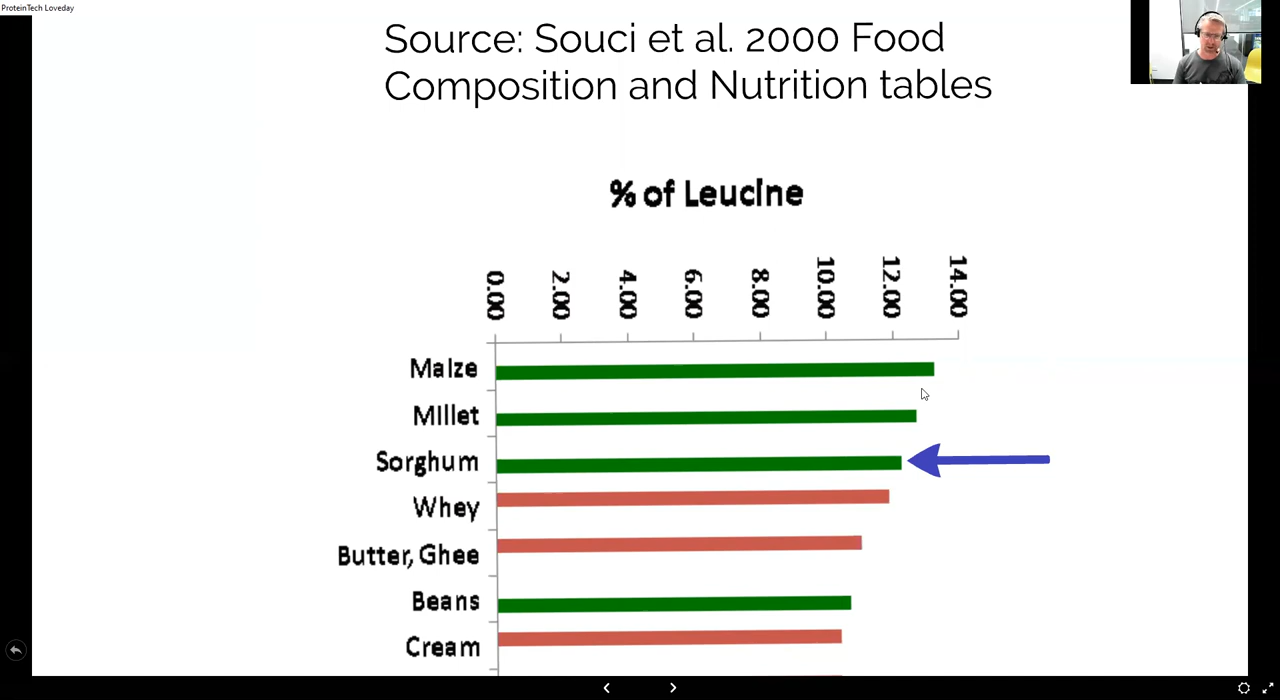 ProteinTech Loveday
Source: Souci et al. 2000 Food
Composition and Nutrition tables
% of Leucine
0.00
2.00
4.00
6.00
8.00
10.00
12.00
14.00
Maize
Millet
Sorghum
Whey
Butter, Ghee
Beans
Cream